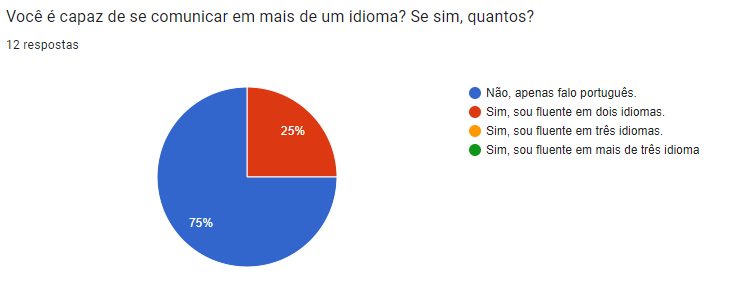 Você é capaz de se comunicar em mais de um idioma? Se sim, quantos?
12 respostas
25%
75%
Não, apenas falo português.
Sim, sou fluente em dois idiomas.
Sim, sou fluente em três idiomas.
Sim, sou fluente em mais de três idioma